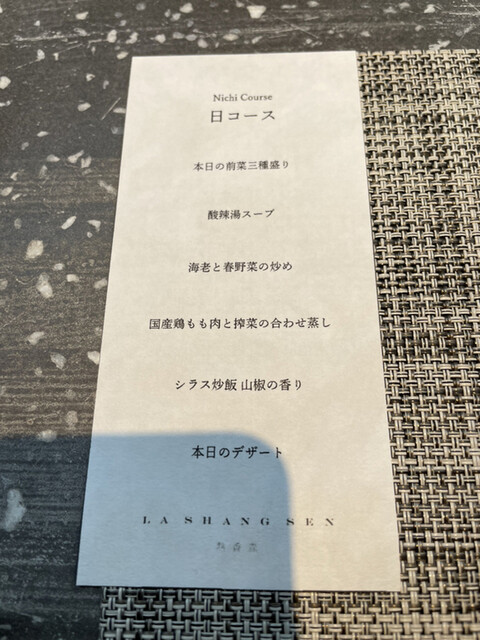 Nichi Course
日コース
本日の前菜三種盛り
酸辣湯スープ
海老と春野菜の炒め
国産鶏もも肉と搾菜の合わせ蒸し
シラス炒飯 山椒の香り
本日のデザート
LA SHANG SEN